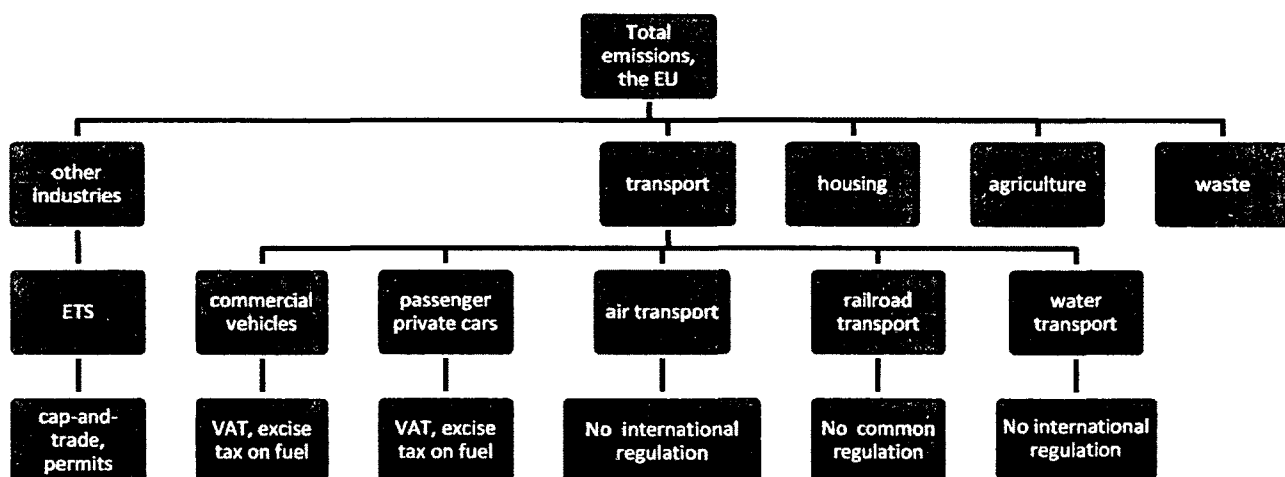 Total
emissions,
the EU
other
industries
transport
housing
agriculture
waste
ETS
commercial
vehicles
passenger
private cars
air transport
railroad
transport
water
transport
cap-and-
trade,
permits
VAT, excise
tax on fuel
VAT, excise
tax on fuel
No international
regulation
No common
regulation
No international
regulation